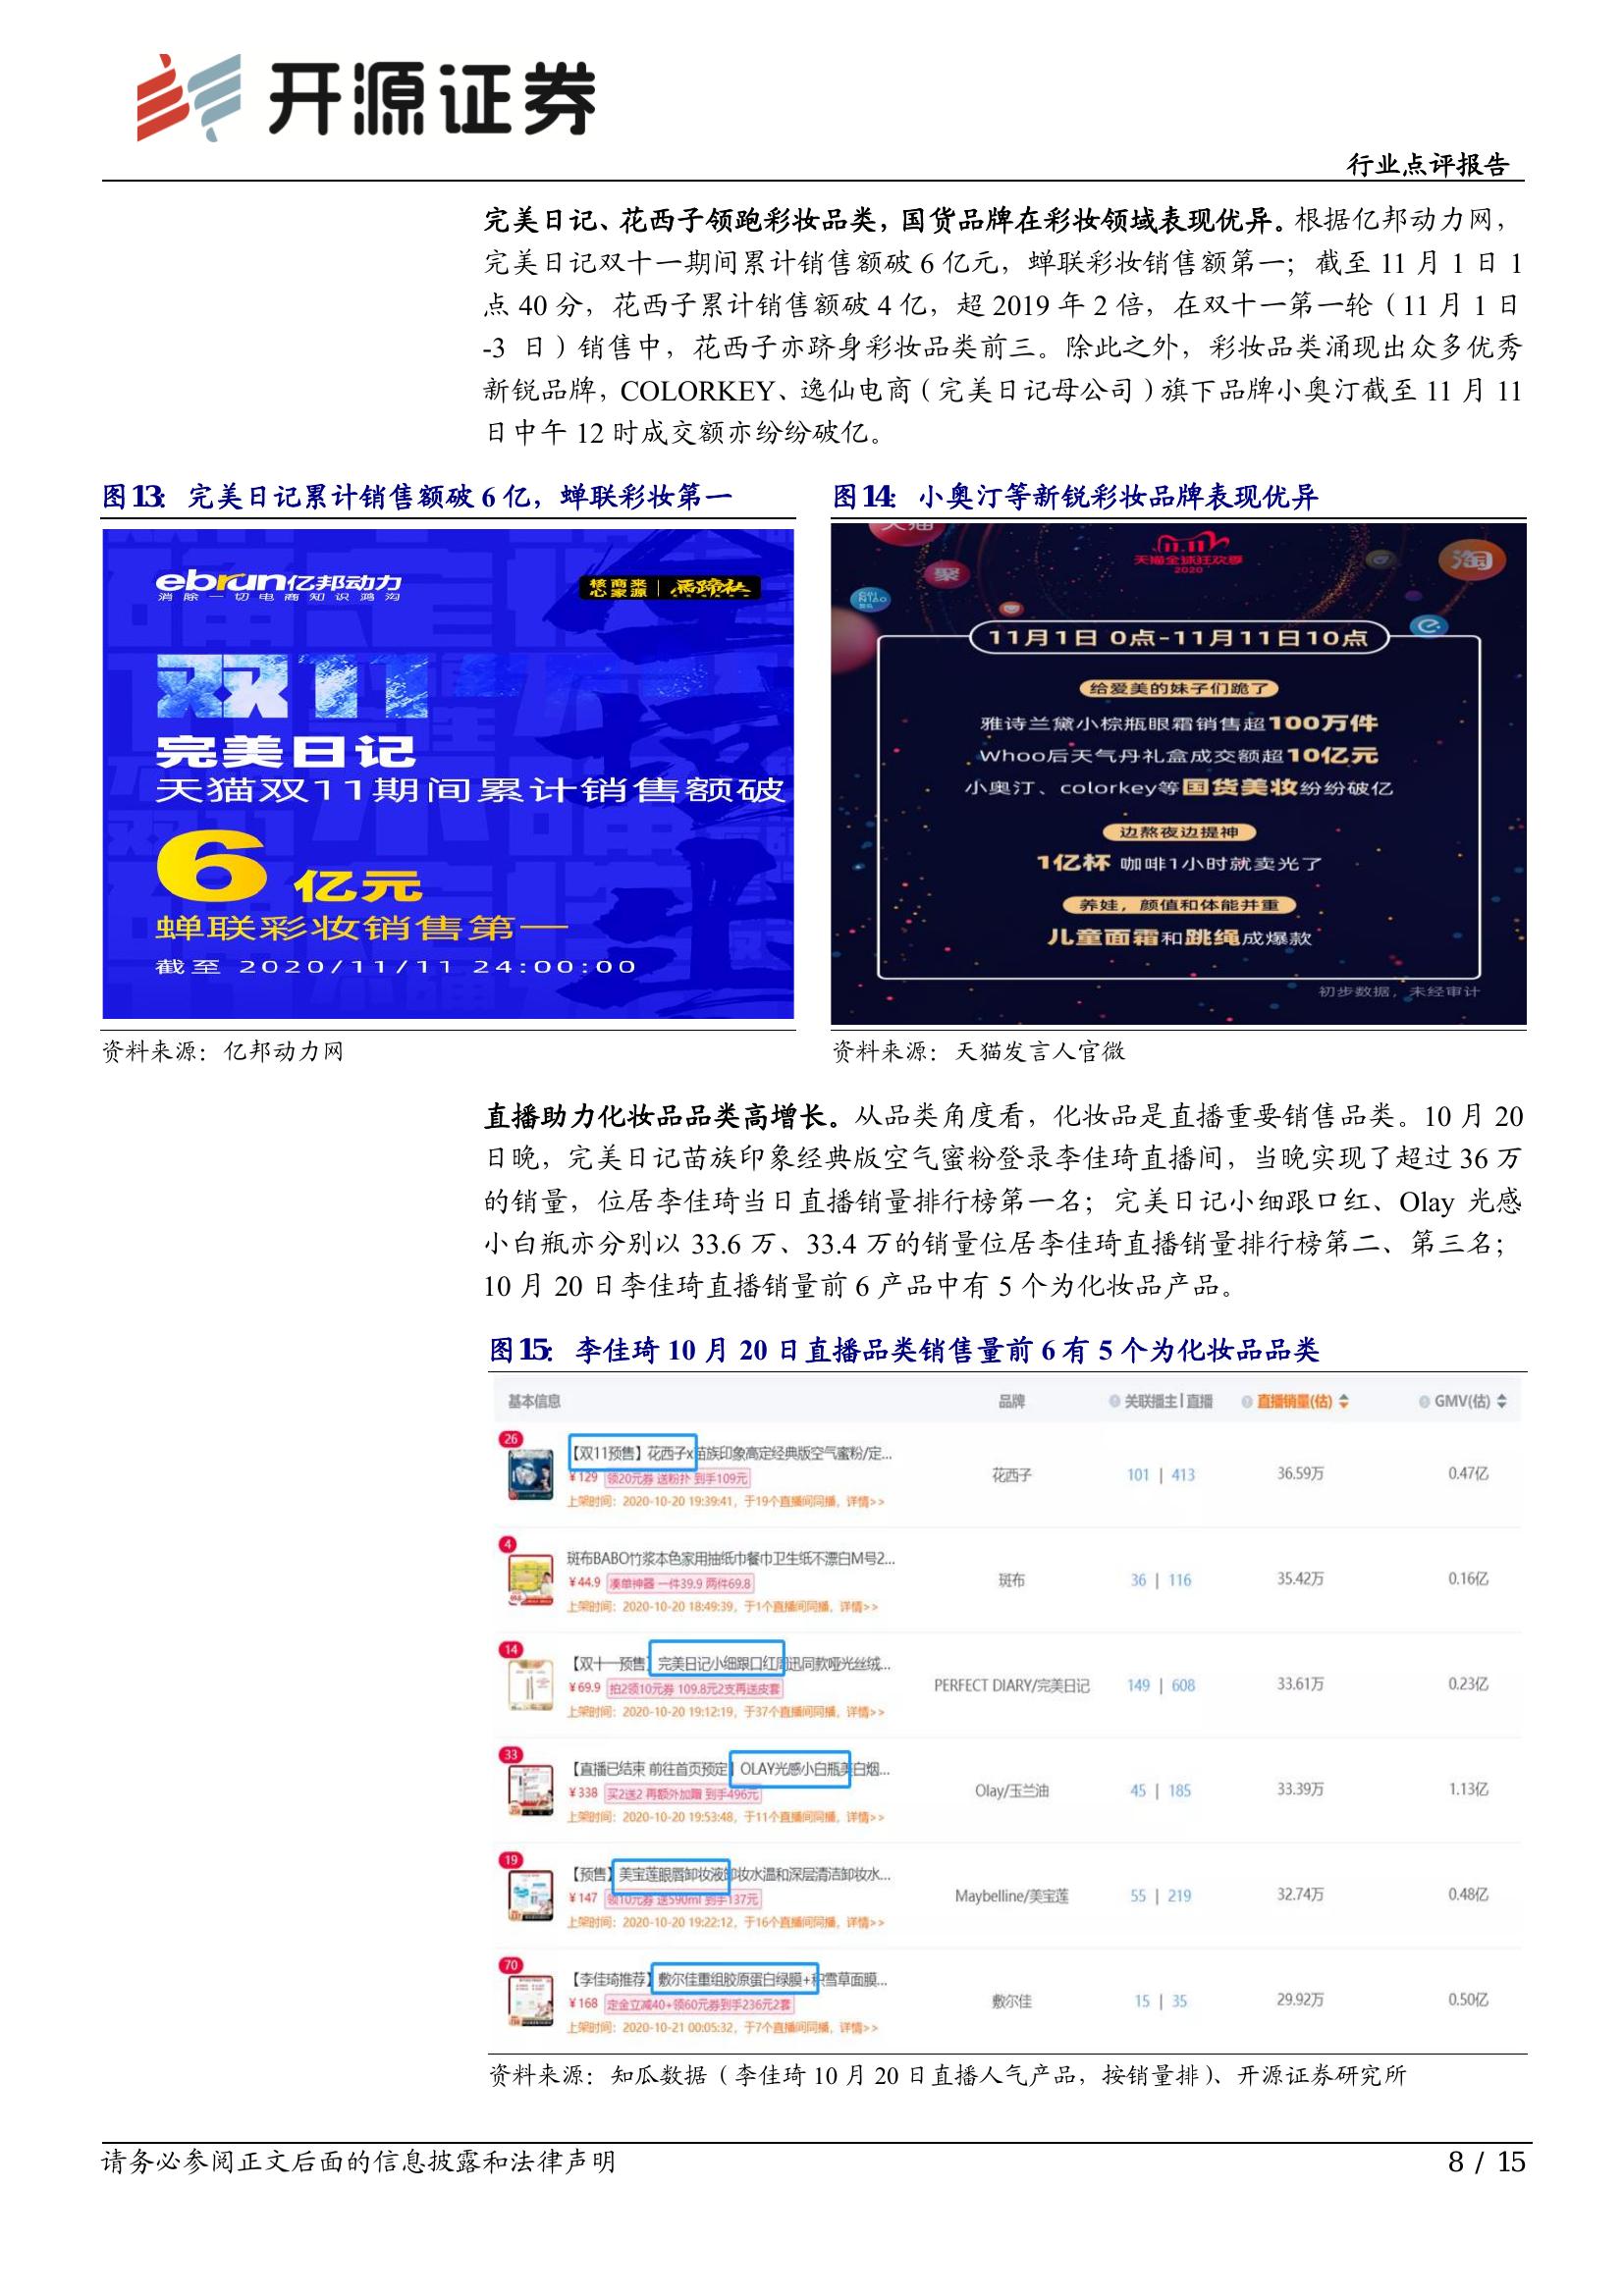 开源证券
行业点评报告
完美日记、花西子领跑彩妆品类，国货品牌在彩妆领域表现优异。根据亿邦动力网，
完美日记双十一期间累计销售额破 6 亿元，蝉联彩妆销售额第一；截至 11 月 1 日 1
点 40 分，花西子累计销售额破 4 亿，超 2019 年 2 倍，在双十一第一轮（11 月 1 日
-3 日）销售中，花西子亦跻身彩妆品类前三。除此之外，彩妆品类涌现出众多优秀
新锐品牌，COLORKEY、逸仙电商（完美日记母公司）旗下品牌小奥汀截至 11 月 11
日中午 12 时成交额亦纷纷破亿。
图13： 完美日记累计销售额破 6 亿，蝉联彩妆第一
ebrun亿邦动力
消除一切电商知识鸿沟
核心商家来源 | 馬蹄社
双11
完美日记
天猫双11期间累计销售额破
6 亿元
蝉联彩妆销售第一
截至 2020/11/11 24:00:00
资料来源：亿邦动力网
图14： 小奥汀等新锐彩妆品牌表现优异
天猫
聚
淘
11.11
天猫全球狂欢季
2020
11月1日 0点-11月11日10点
给爱美的妹子们跪了
雅诗兰黛小棕瓶眼霜销售超100万件
Whoo后天气丹礼盒成交额超10亿元
小奥汀、colorkey等国货美妆纷纷破亿
边熬夜边提神
1亿杯 咖啡1小时就卖光了
养娃，颜值和体能并重
儿童面霜和跳绳成爆款
初步数据，未经审计
资料来源：天猫发言人官微
直播助力化妆品品类高增长。从品类角度看，化妆品是直播重要销售品类。10 月 20
日晚，完美日记苗族印象经典版空气蜜粉登录李佳琦直播间，当晚实现了超过 36 万
的销量，位居李佳琦当日直播销量排行榜第一名；完美日记小细跟口红、Olay 光感
小白瓶亦分别以 33.6 万、33.4 万的销量位居李佳琦直播销量排行榜第二、第三名；
10 月 20 日李佳琦直播销量前 6 产品中有 5 个为化妆品产品。
图15： 李佳琦 10 月 20 日直播品类销售量前 6 有 5 个为化妆品品类
基本信息 品牌 关联播主|直播 直播销量(估) GMV(估)
26
【双11预售】花西子x苗族印象高定经典版空气蜜粉/定...
¥129 领20元券 送粉扑 到手109元
上架时间：2020-10-20 19:39:41，于19个直播间同播，详情>>
花西子 101 | 413 36.59万 0.47亿
4
斑布BABO竹浆本色家用抽纸巾餐巾卫生纸不漂白M号2...
¥44.9 凑单神器 一件39.9 两件69.8
上架时间：2020-10-20 18:49:39，于1个直播间同播，详情>>
斑布 36 | 116 35.42万 0.16亿
14
【双十一预售】完美日记小细跟口红周迅同款哑光丝绒...
¥69.9 拍2领10元券 109.8元2支再送皮套
上架时间：2020-10-20 19:12:19，于37个直播间同播，详情>>
PERFECT DIARY/完美日记 149 | 608 33.61万 0.23亿
33
【直播已结束 前往首页预定】OLAY光感小白瓶美白烟...
¥338 买2送2 再额外加赠 到手496元
上架时间：2020-10-20 19:53:48，于11个直播间同播，详情>>
Olay/玉兰油 45 | 185 33.39万 1.13亿
19
【预售】美宝莲眼唇卸妆液卸妆水温和深层清洁卸妆水...
¥147 领10元券 送590ml 到手137元
上架时间：2020-10-20 19:22:12，于16个直播间同播，详情>>
Maybelline/美宝莲 55 | 219 32.74万 0.48亿
70
【李佳琦推荐】敷尔佳重组胶原蛋白绿膜+积雪草面膜...
¥168 定金立减40+领60元券到手236元2套
上架时间：2020-10-21 00:05:32，于7个直播间同播，详情>>
敷尔佳 15 | 35 29.92万 0.50亿
资料来源：知瓜数据（李佳琦 10 月 20 日直播人气产品，按销量排）、开源证券研究所
请务必参阅正文后面的信息披露和法律声明
8 / 15